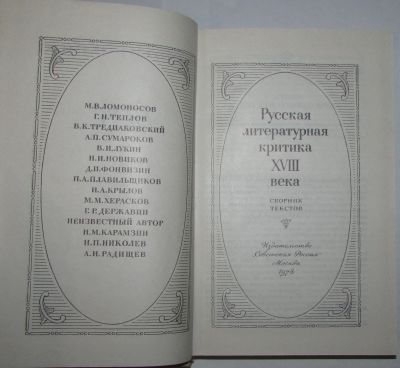 М.В.ЛОМОНОСОВ
Г.Н.ТЕПЛОВ
В.К.ТРЕДИАКОВСКИЙ
А.П.СУМАРОКОВ
В.И.ЛУКИН
Н.И.НОВИКОВ
Д.И.ФОНВИЗИН
П.А.ПЛАВИЛЬЩИКОВ
И.А.КРЫЛОВ
М.М.ХЕРАСКОВ
Г.Р.ДЕРЖАВИН
НЕИЗВЕСТНЫЙ АВТОР
Н.М.КАРАМЗИН
Н.П.НИКОЛЕВ
А.Н.РАДИЩЕВ
Русская
литературная
критика
XVIII
века
СБОРНИК
ТЕКСТОВ
Издательство
„Советская Россия“
Москва
1978